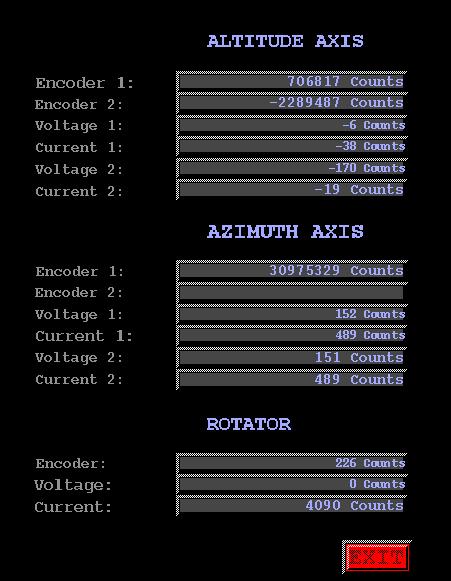 ALTITUDE AXIS
Encoder 1: 706817 Counts
Encoder 2: -2289487 Counts
Voltage 1: -6 Counts
Current 1: -38 Counts
Voltage 2: -170 Counts
Current 2: -19 Counts
AZIMUTH AXIS
Encoder 1: 30975329 Counts
Encoder 2:
Voltage 1: 152 Counts
Current 1: 489 Counts
Voltage 2: 151 Counts
Current 2: 489 Counts
ROTATOR
Encoder: 226 Counts
Voltage: 0 Counts
Current: 4090 Counts
EXIT